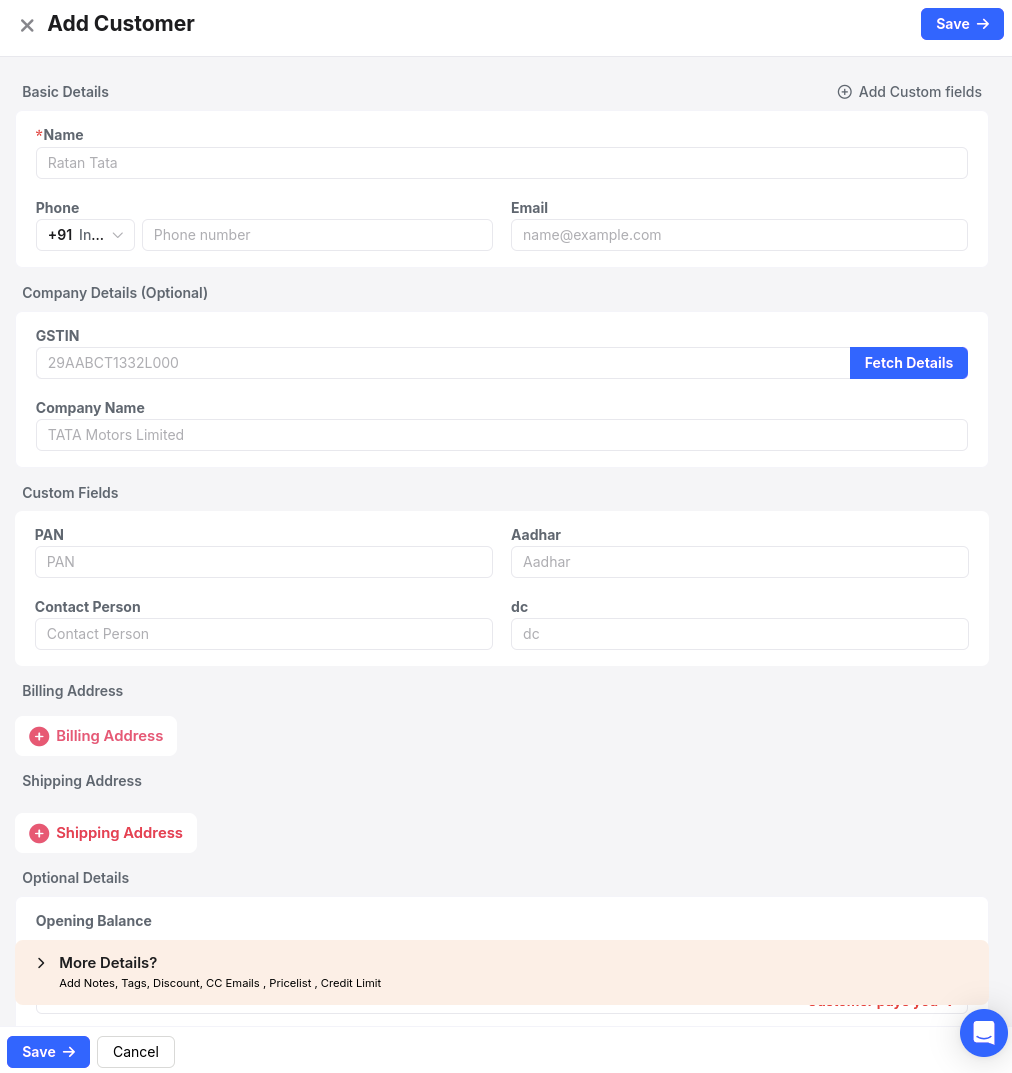 Add Customer
Save →
Basic Details
Add Custom fields
*Name
Ratan Tata
Phone
Email
+91 In...
Phone number
name@example.com
Company Details (Optional)
GSTIN
29AABCT1332L000
Fetch Details
Company Name
TATA Motors Limited
Custom Fields
PAN
Aadhar
PAN
Aadhar
Contact Person
dc
Contact Person
dc
Billing Address
Billing Address
Shipping Address
Shipping Address
Optional Details
Opening Balance
More Details?
Add Notes, Tags, Discount, CC Emails , Pricelist , Credit Limit
Customer pays you
Save →
Cancel